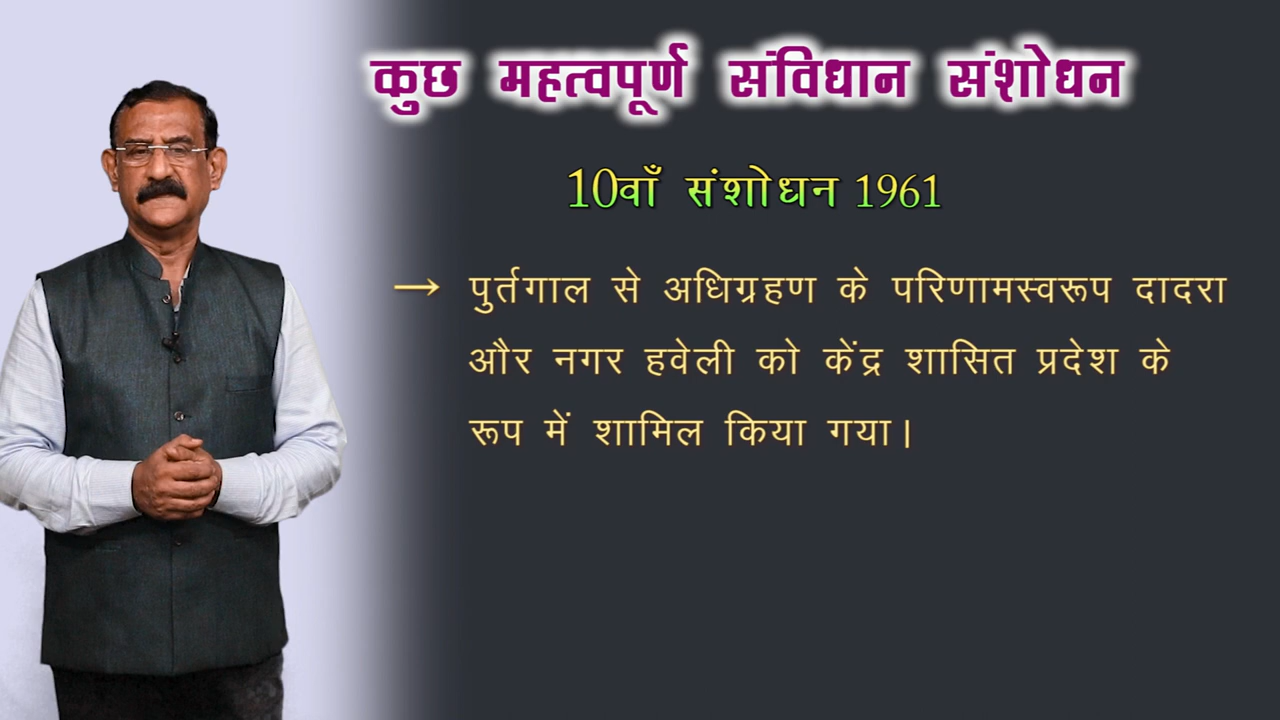 कुछ महत्वपूर्ण संविधान संशोधन
10वाँ संशोधन 1961
→ पुर्तगाल से अधिग्रहण के परिणामस्वरूप दादरा
और नगर हवेली को केंद्र शासित प्रदेश के
रूप में शामिल किया गया।